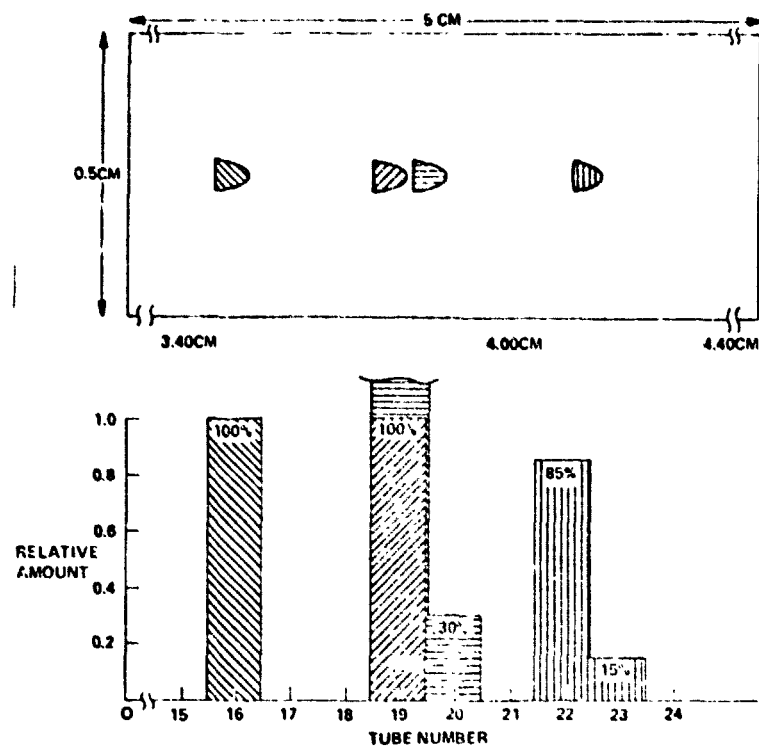 5 CM
0.5CM
3.40CM 4.00CM 4.40CM
1.0
100% 100%
0.8
85%
0.6
RELATIVE
AMOUNT
0.4
30%
0.2
15%
0 15 16 17 18 19 20 21 22 23 24
TUBE NUMBER